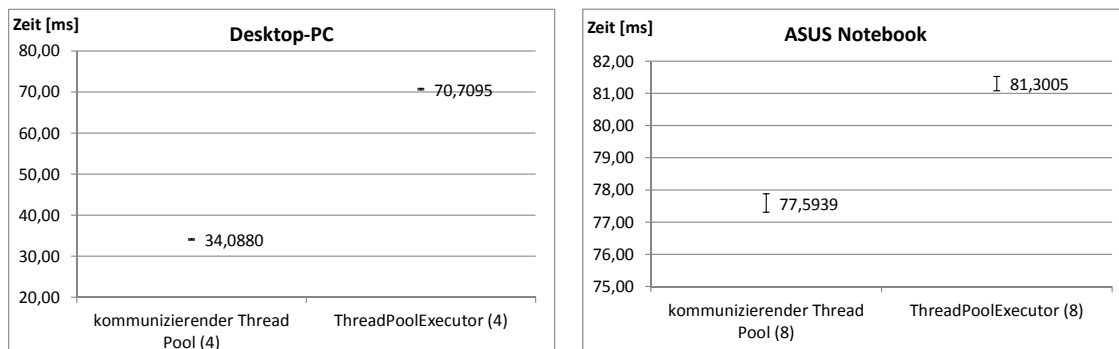 Zeit [ms]
Desktop-PC
80,00
70,00
60,00
50,00
40,00
30,00
20,00
70,7095
34,0880
kommunizierender Thread
Pool (4)
ThreadPoolExecutor (4)
Zeit [ms]
ASUS Notebook
82,00
81,00
80,00
79,00
78,00
77,00
76,00
75,00
81,3005
77,5939
kommunizierender Thread
Pool (8)
ThreadPoolExecutor (8)